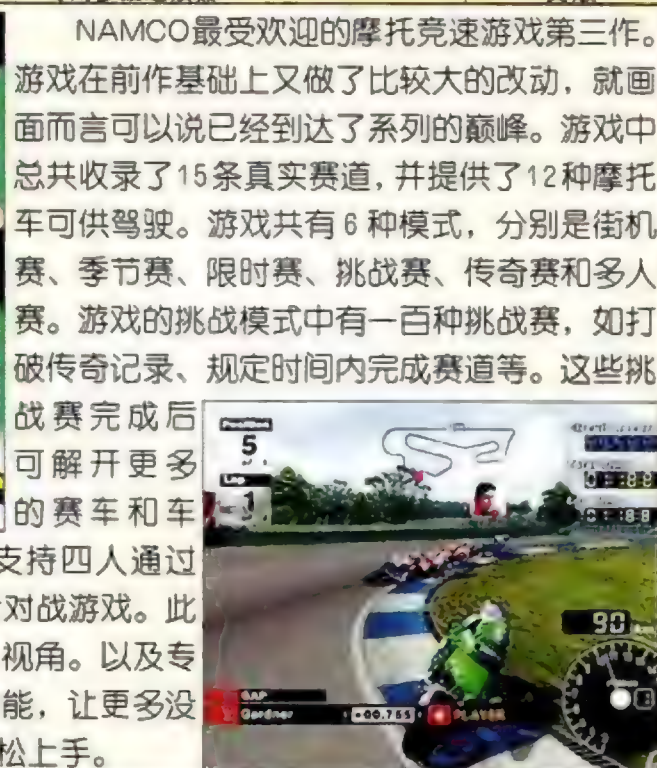 NAMCO最受欢迎的摩托竞速游戏第三作。
游戏在前作基础上又做了比较大的改动，就画
面而言可以说已经到达了系列的巅峰。游戏中
总共收录了15条真实赛道，并提供了12种摩托
车可供驾驶。游戏共有6种模式，分别是街机
赛、季节赛、限时赛、挑战赛、传奇赛和多人
赛。游戏的挑战模式中有一百种挑战赛，如打
破传奇记录、规定时间内完成赛道等。这些挑
战赛完成后
可解开更多
的赛车和车
支持四人通过
对战游戏。此
视角。以及专
能，让更多没
松上手。
Position
5
Lap
1
90
GAP
Gardner +00.755 PLAYER